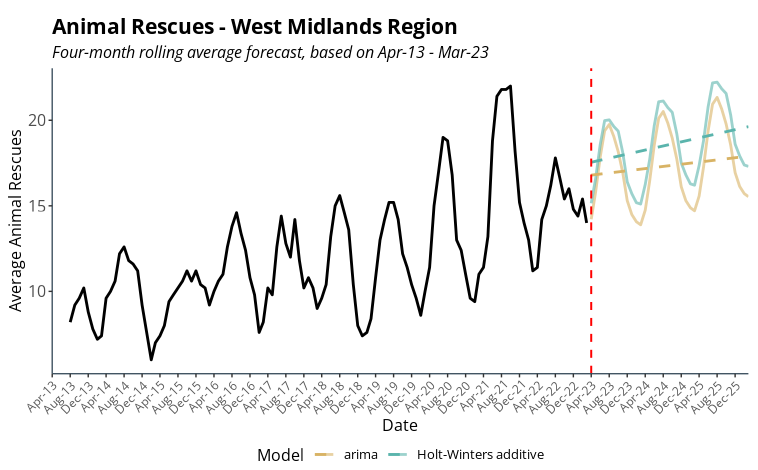 Animal Rescues - West Midlands Region
Four-month rolling average forecast, based on Apr-13 - Mar-23
Average Animal Rescues
20
15
10
Apr-13
Aug-13
Dec-13
Apr-14
Aug-14
Dec-14
Apr-15
Aug-15
Dec-15
Apr-16
Aug-16
Dec-16
Apr-17
Aug-17
Dec-17
Apr-18
Aug-18
Dec-18
Apr-19
Aug-19
Dec-19
Apr-20
Aug-20
Dec-20
Apr-21
Aug-21
Dec-21
Apr-22
Aug-22
Dec-22
Apr-23
Aug-23
Dec-23
Apr-24
Aug-24
Dec-24
Apr-25
Aug-25
Dec-25
Date
Model arima Holt-Winters additive